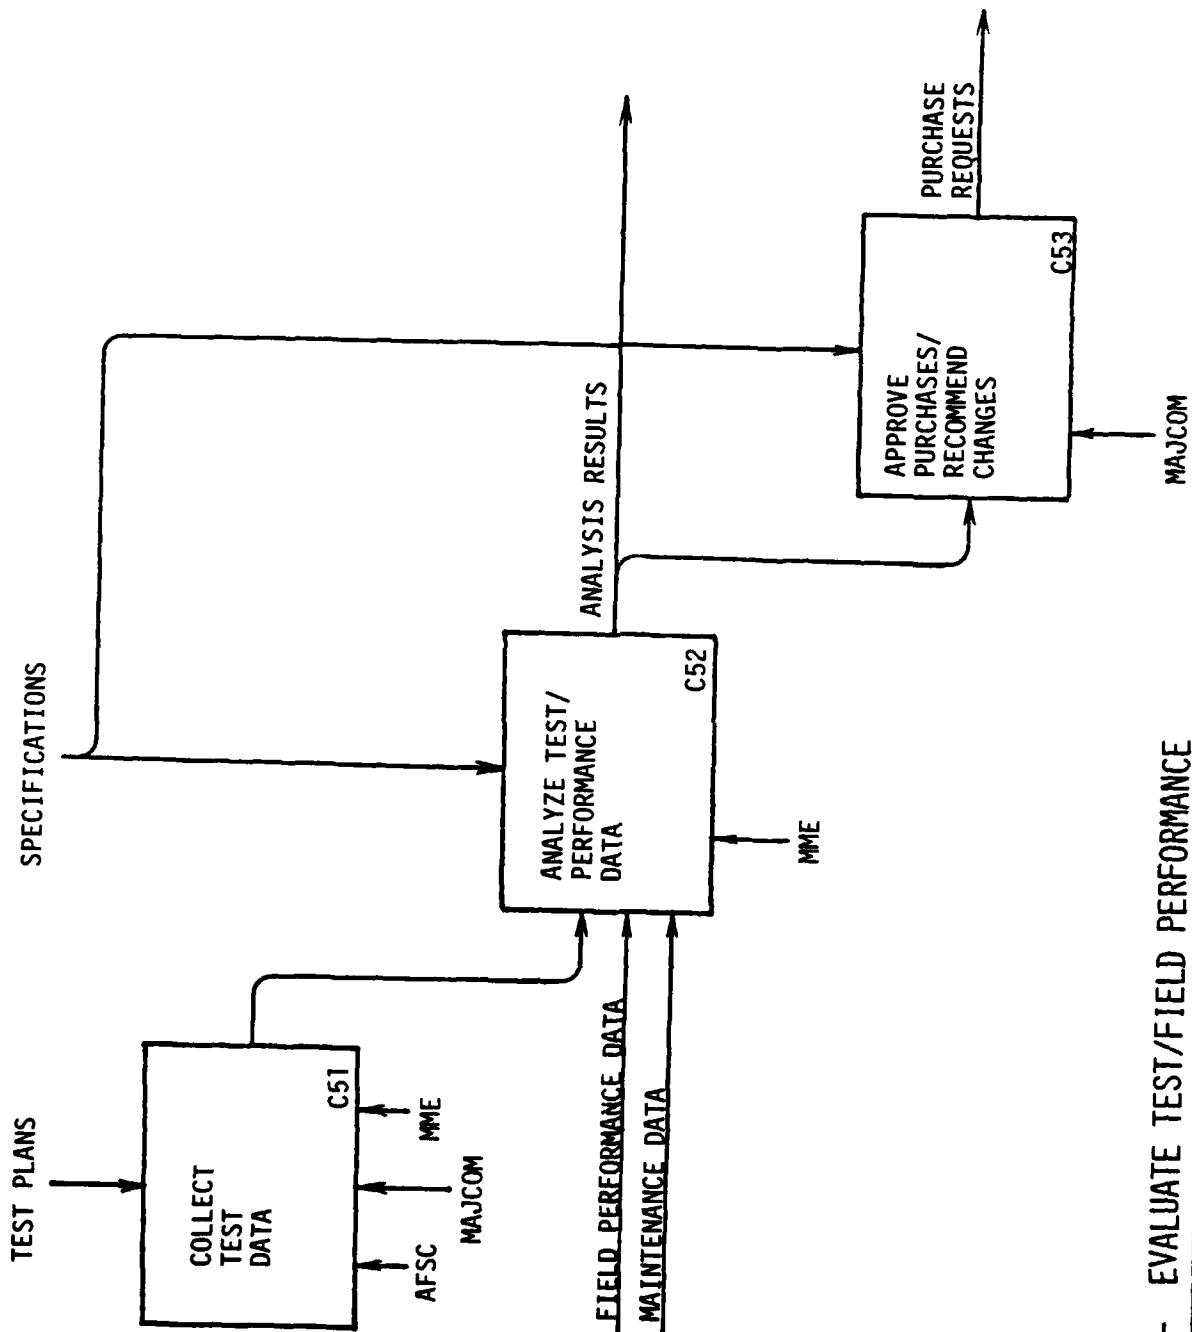 TEST PLANS
COLLECT
TEST
DATA
C51
AFSC
MAJCOM
MME
SPECIFICATIONS
FIELD PERFORMANCE DATA
MAINTENANCE DATA
ANALYZE TEST/
PERFORMANCE
DATA
C52
MME
ANALYSIS RESULTS
APPROVE
PURCHASES/
RECOMMEND
CHANGES
C53
MAJCOM
PURCHASE
REQUESTS
EVALUATE TEST/FIELD PERFORMANCE